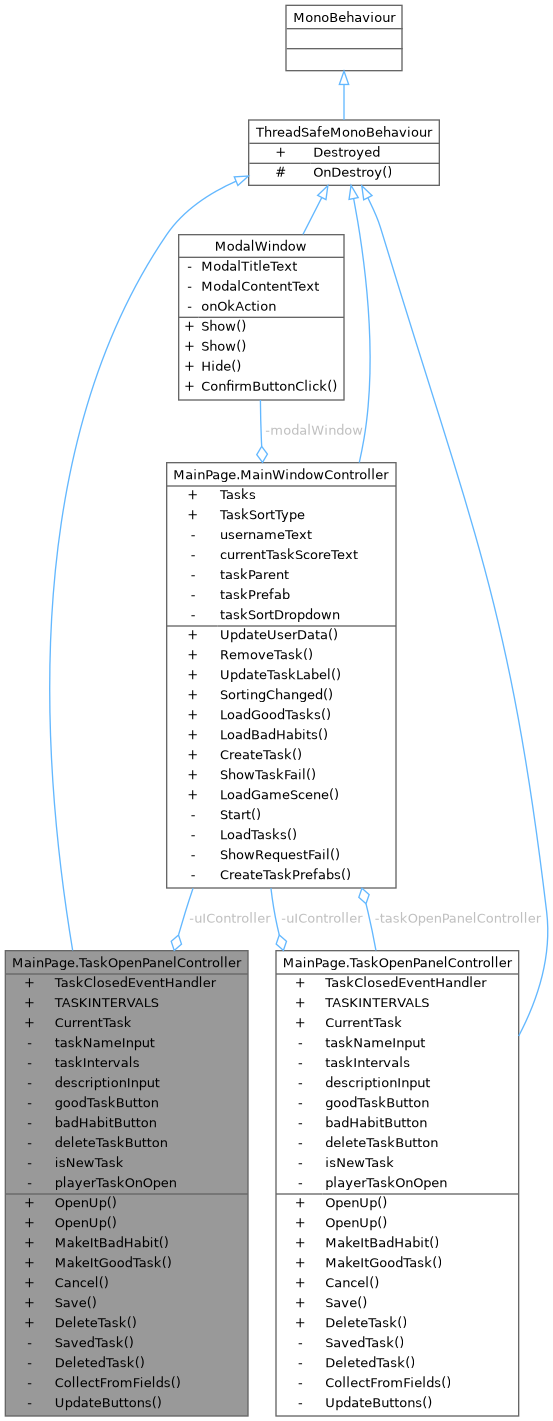 MonoBehaviour
ThreadSafeMonoBehaviour
+ Destroyed
# OnDestroy()
ModalWindow
- ModalTitleText
- ModalContentText
- onOkAction
+ Show()
+ Show()
+ Hide()
+ ConfirmButtonClick()
-modalWindow
MainPage.MainWindowController
+ Tasks
+ TaskSortType
- usernameText
- currentTaskScoreText
- taskParent
- taskPrefab
- taskSortDropdown
+ UpdateUserData()
+ RemoveTask()
+ UpdateTaskLabel()
+ SortingChanged()
+ LoadGoodTasks()
+ LoadBadHabits()
+ CreateTask()
+ ShowTaskFail()
+ LoadGameScene()
- Start()
- LoadTasks()
- ShowRequestFail()
- CreateTaskPrefabs()
-uIController
-uIController
-taskOpenPanelController
MainPage.TaskOpenPanelController
+ TaskClosedEventHandler
+ TASKINTERVALS
+ CurrentTask
- taskNameInput
- taskIntervals
- descriptionInput
- goodTaskButton
- badHabitButton
- deleteTaskButton
- isNewTask
- playerTaskOnOpen
+ OpenUp()
+ OpenUp()
+ MakeItBadHabit()
+ MakeItGoodTask()
+ Cancel()
+ Save()
+ DeleteTask()
- SavedTask()
- DeletedTask()
- CollectFromFields()
- UpdateButtons()
MainPage.TaskOpenPanelController
+ TaskClosedEventHandler
+ TASKINTERVALS
+ CurrentTask
- taskNameInput
- taskIntervals
- descriptionInput
- goodTaskButton
- badHabitButton
- deleteTaskButton
- isNewTask
- playerTaskOnOpen
+ OpenUp()
+ OpenUp()
+ MakeItBadHabit()
+ MakeItGoodTask()
+ Cancel()
+ Save()
+ DeleteTask()
- SavedTask()
- DeletedTask()
- CollectFromFields()
- UpdateButtons()